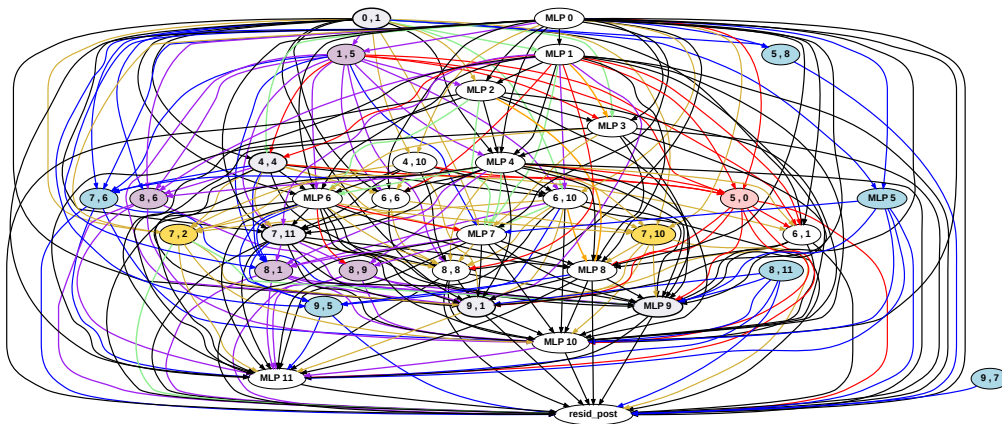 0 , 1 MLP 0
1 , 5 MLP 1 5 , 8
MLP 2
MLP 3
4 , 4 4 , 10 MLP 4
7 , 6 8 , 6 MLP 6 6 , 6 6 , 10 5 , 0 MLP 5
7 , 2 7 , 11 MLP 7 7 , 10 6 , 1
8 , 1 8 , 9 8 , 8 MLP 8 8 , 11
9 , 5 9 , 1 MLP 9
MLP 10
MLP 11 9 , 7
resid_post